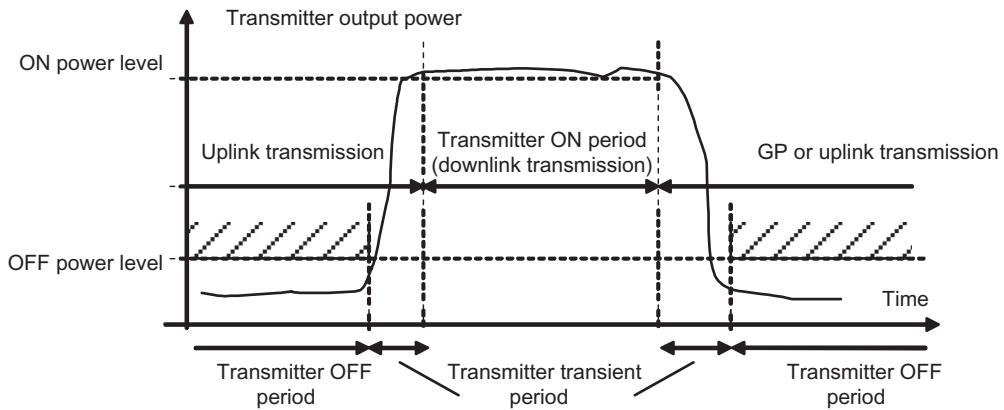 Transmitter output power
ON power level
Uplink transmission
Transmitter ON period
(downlink transmission)
GP or uplink transmission
OFF power level
Time
Transmitter OFF
period
Transmitter transient
period
Transmitter OFF
period